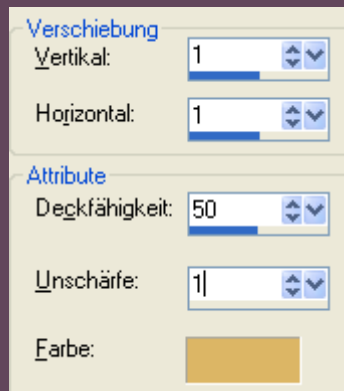 Verschiebung
Vertikal: 1
Horizontal: 1
Attribute
Deckfähigkeit: 50
Unschärfe: 1
Farbe: